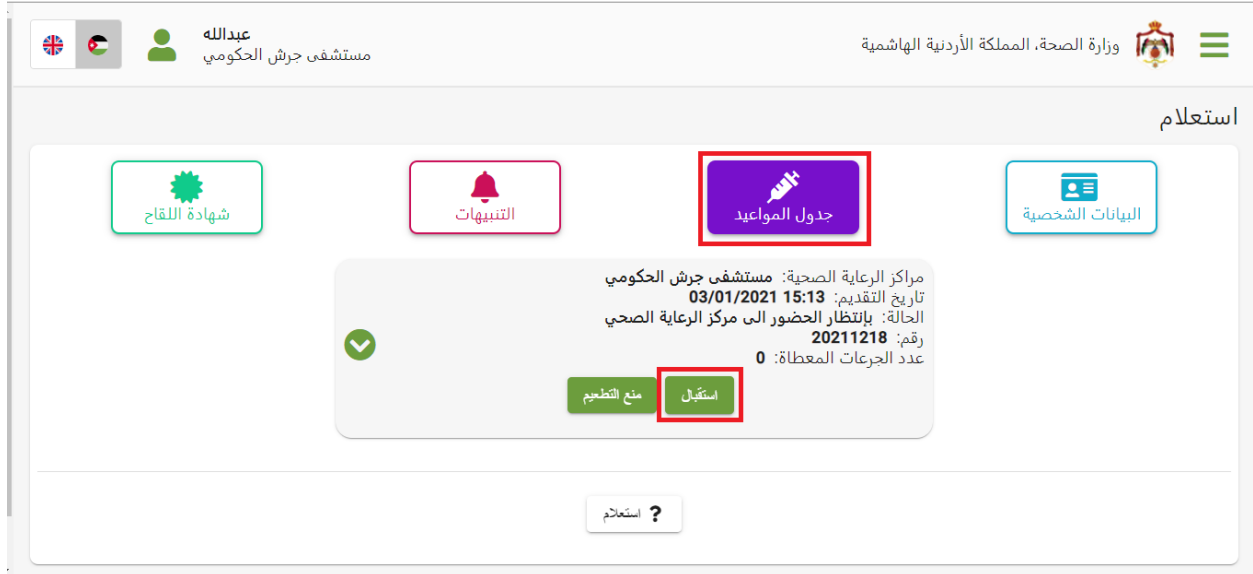 وزارة الصحة، المملكة الأردنية الهاشمية
عبدالله
مستشفى جرش الحكومي
استعلام
البيانات الشخصية
جدول المواعيد
التنبيهات
شهادة اللقاح
مراكز الرعاية الصحية: مستشفى جرش الحكومي
تاريخ التقديم: 03/01/2021 15:13
الحالة: بإنتظار الحضور الى مركز الرعاية الصحي
رقم: 20211218
عدد الجرعات المعطاة: 0
استقبال
منع التطعيم
? استعلام